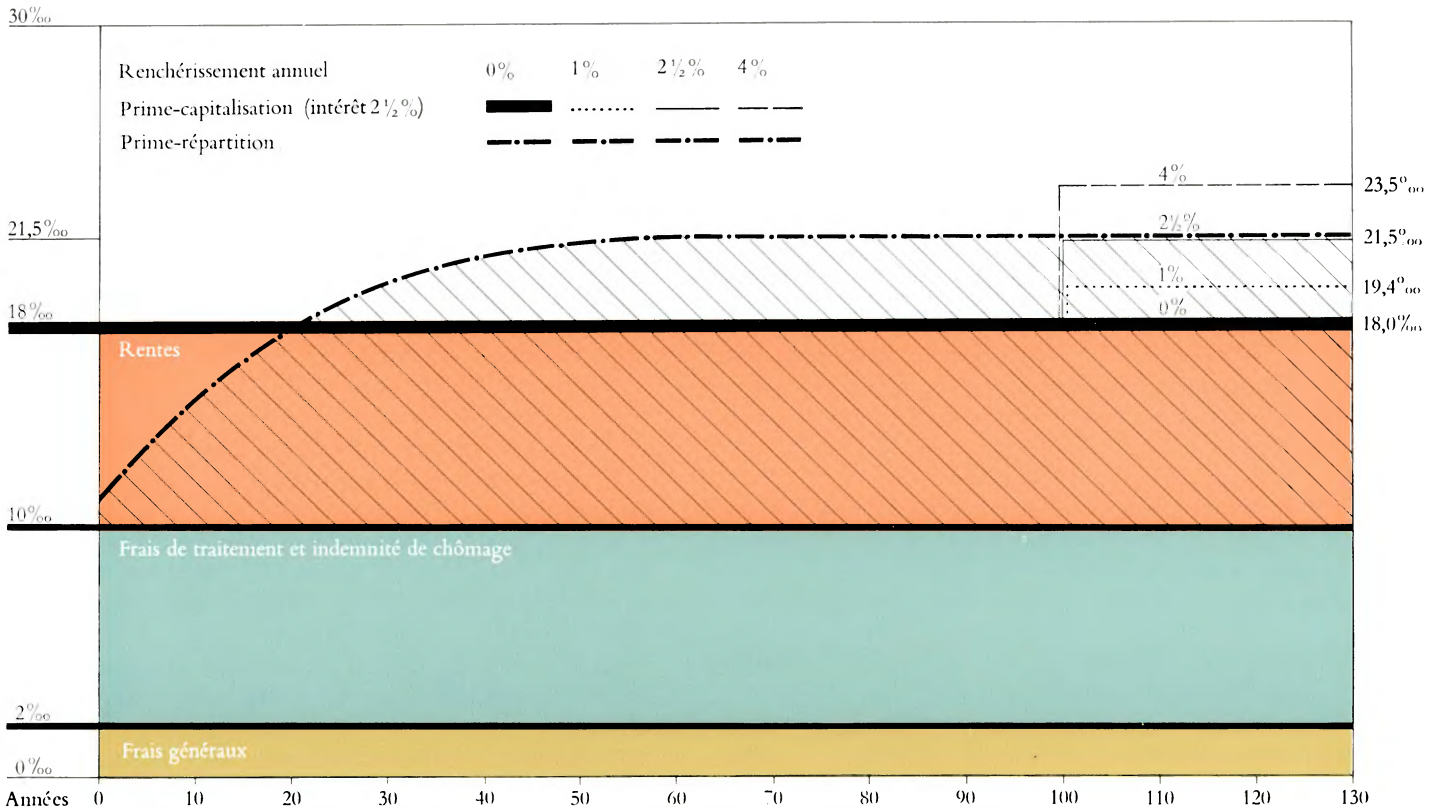 30‰
Renchérissement annuel 0% 1% 2½% 4%
Prime-capitalisation (intérêt 2½%)
Prime-répartition
4%
23,5‰
21,5‰
2½%
21,5‰
1%
19,4‰
18‰
0%
18,0‰
Rentes
10‰
Frais de traitement et indemnité de chômage
2‰
Frais généraux
0‰
Années 0 10 20 30 40 50 60 70 80 90 100 110 120 130